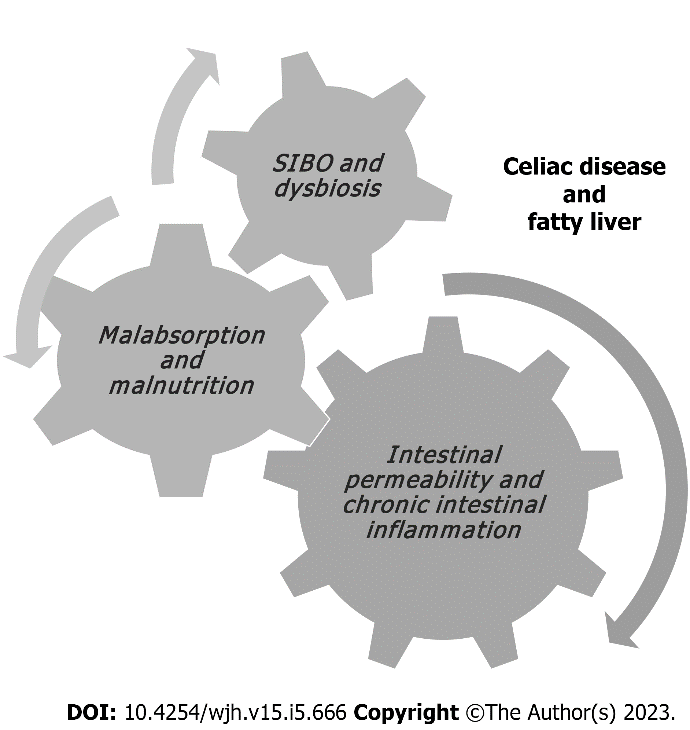 SIBO and
dysbiosis
Celiac disease
and
fatty liver
Malabsorption
and
malnutrition
Intestinal
permeability and
chronic intestinal
inflammation
DOI: 10.4254/wjh.v15.i5.666 Copyright ©The Author(s) 2023.